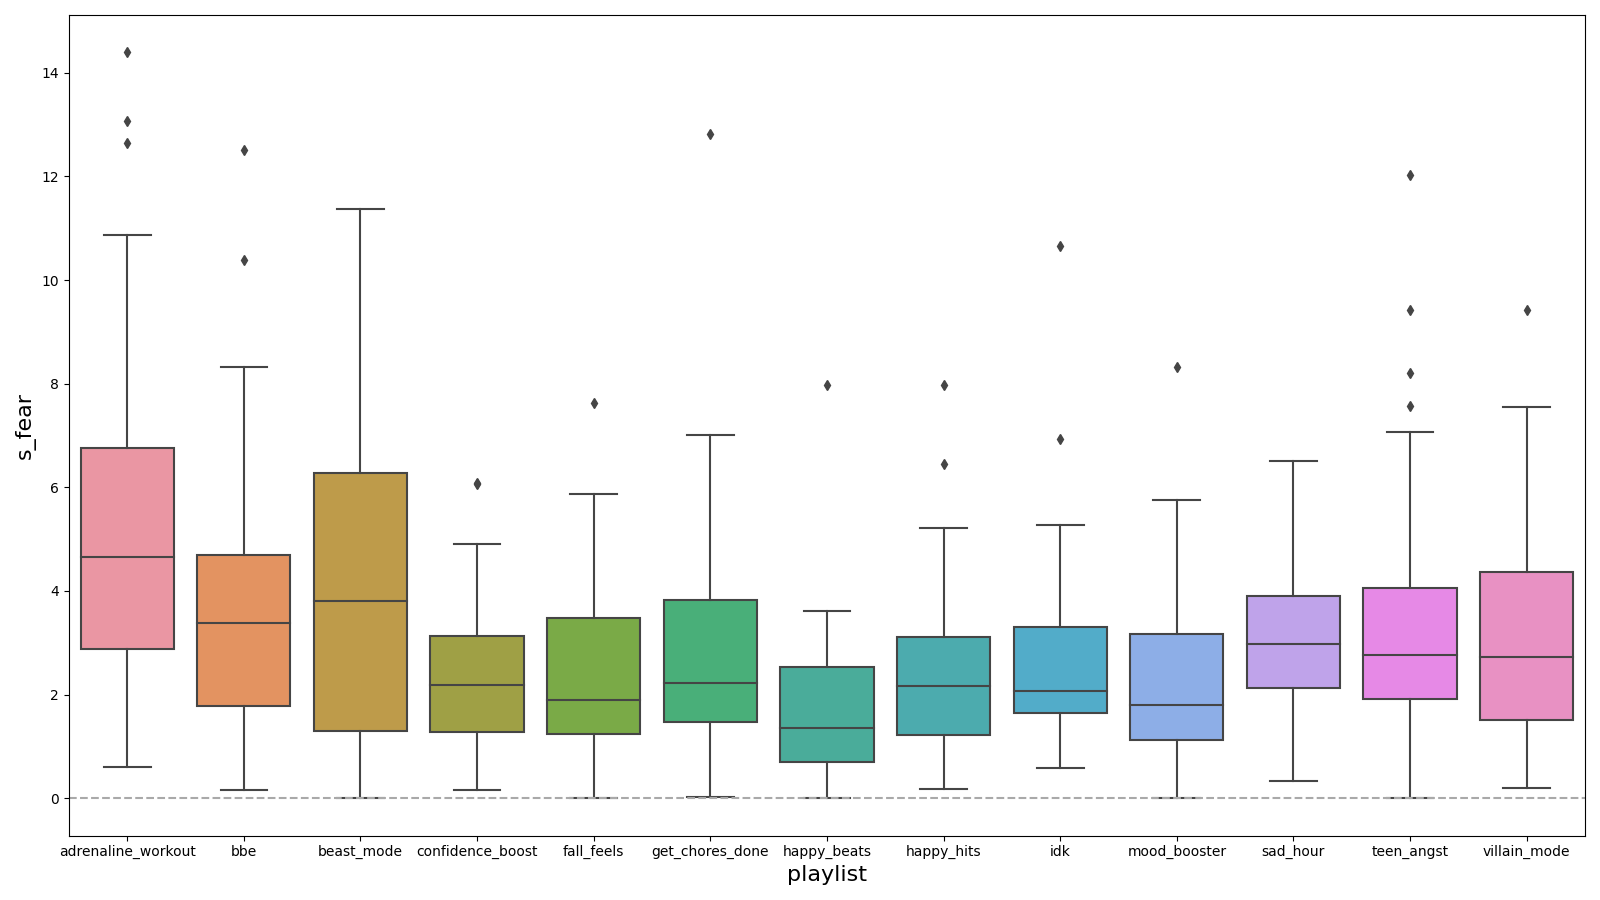 14
12
10
8
6
4
2
0
s_fear
adrenaline_workout bbe beast_mode confidence_boost fall_feels get_chores_done happy_beats happy_hits idk mood_booster sad_hour teen_angst villain_mode
playlist